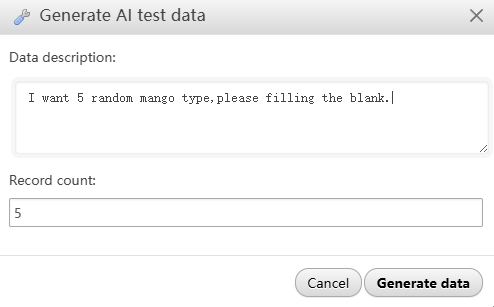 Generate AI test data
Data description:
I want 5 random mango type,please filling the blank.
Record count:
5
Cancel
Generate data